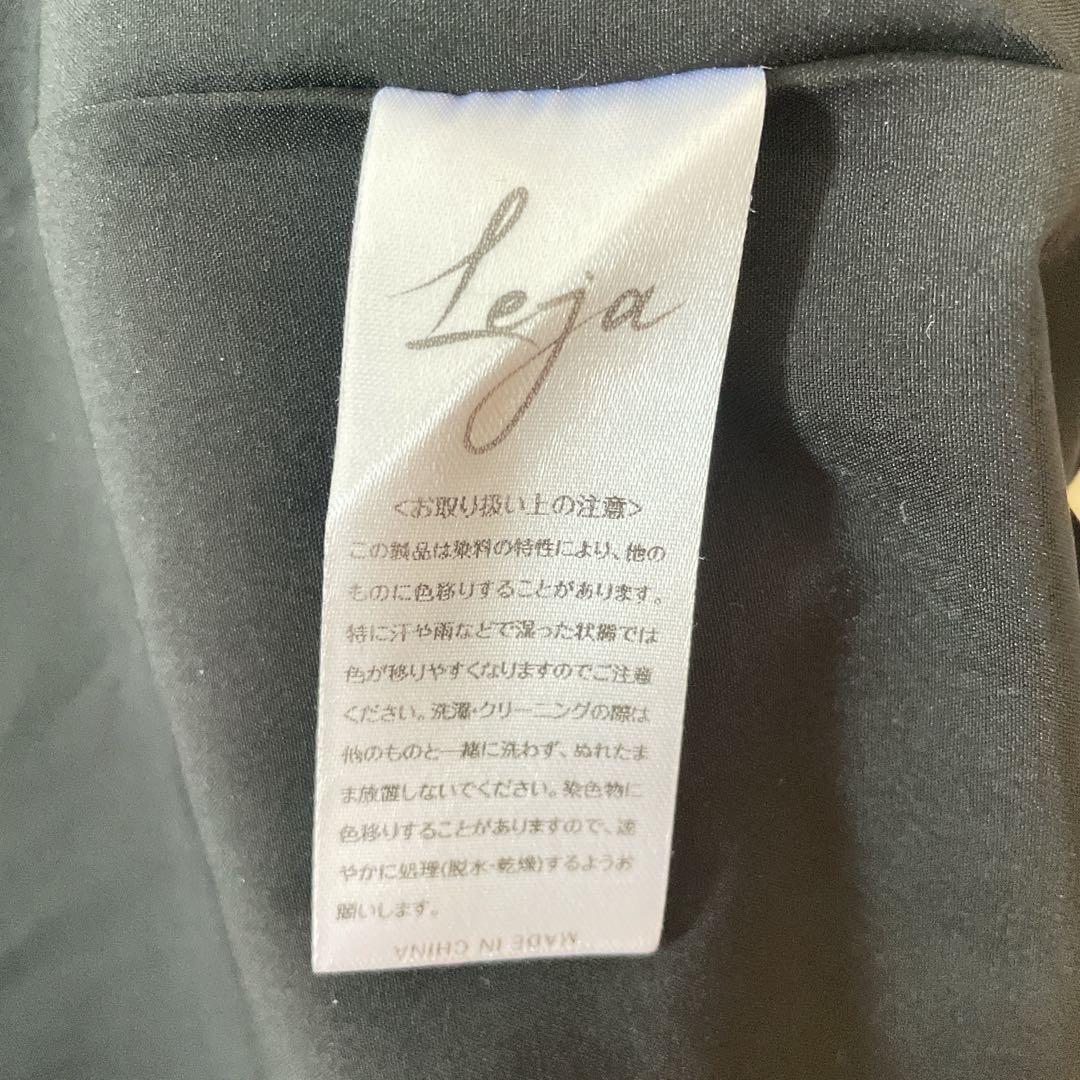 Leja
<お取り扱い上の注意>
この製品は染料の特性により、他の
ものに色移りすることがあります。
特に汗や雨などで湿った状態では
色が移りやすくなりますのでご注意
ください。洗濯・クリーニングの際は
他のものと一緒に洗わず、ぬれたま
ま放置しないでください。染色物に
色移りすることがありますので、速
やかに処理(脱水・乾燥)するようお
願いします。
MADE IN CHINA